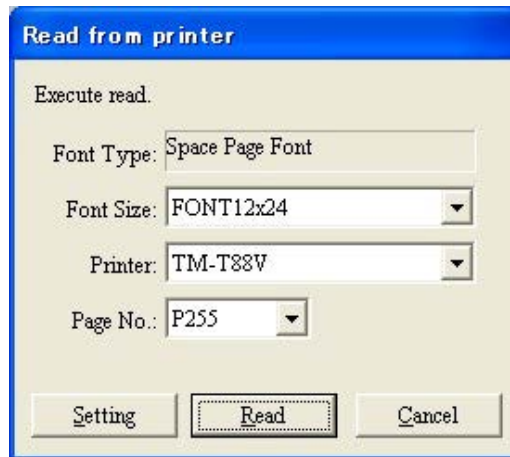 Read from printer
Execute read.
Font Type: Space Page Font
Font Size: FONT12x24
Printer: TM-T88V
Page No.: P255
Setting Read Cancel